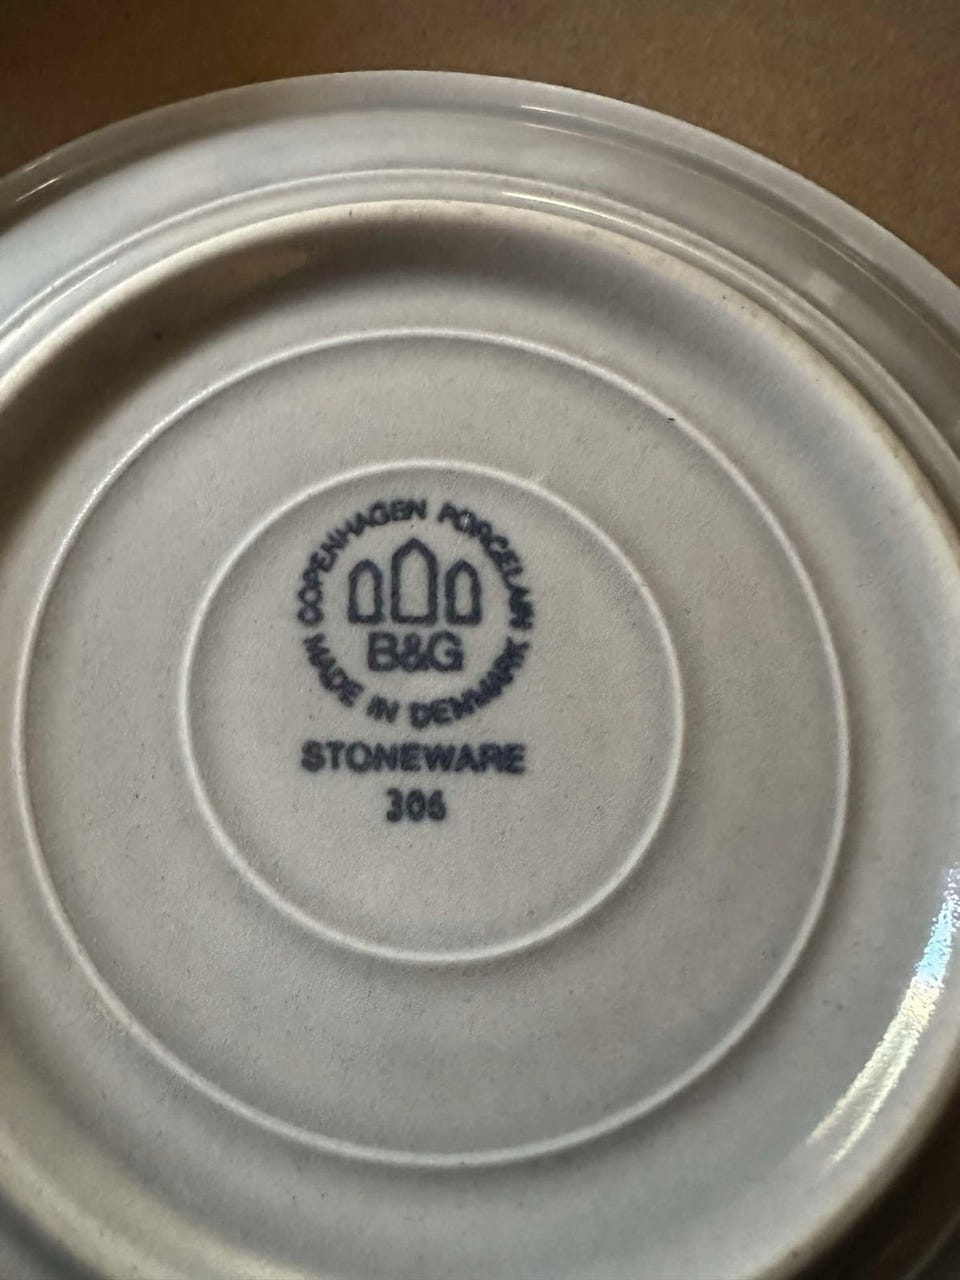 COPENHAGEN PORCELAIN
B&G
MADE IN DENMARK
STONEWARE
306